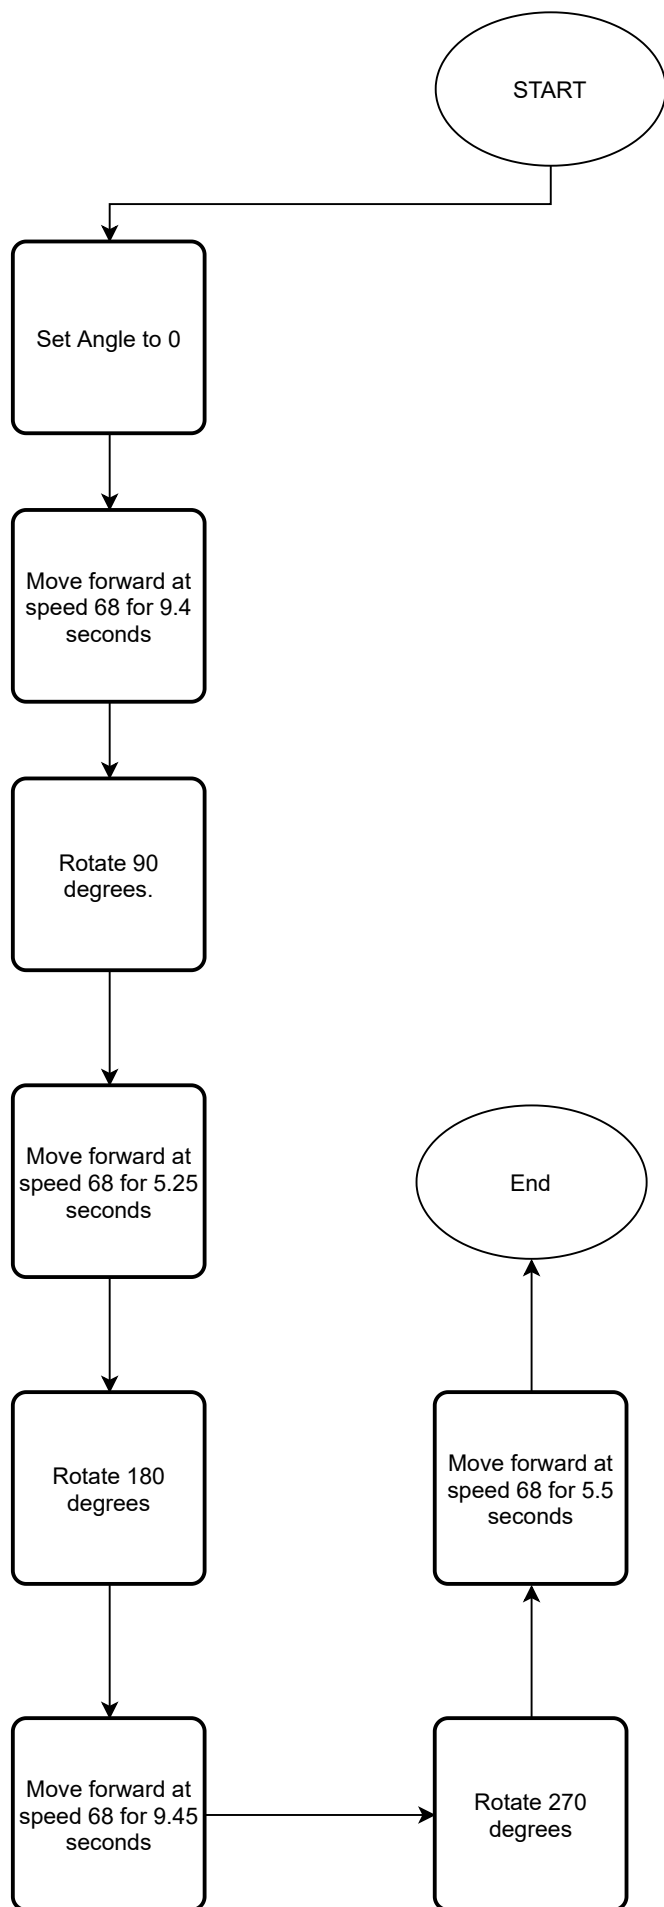 START
Set Angle to 0
Move forward at
speed 68 for 9.4
seconds
Rotate 90
degrees.
Move forward at
speed 68 for 5.25
seconds
Rotate 180
degrees
Move forward at
speed 68 for 9.45
seconds
Rotate 270
degrees
Move forward at
speed 68 for 5.5
seconds
End